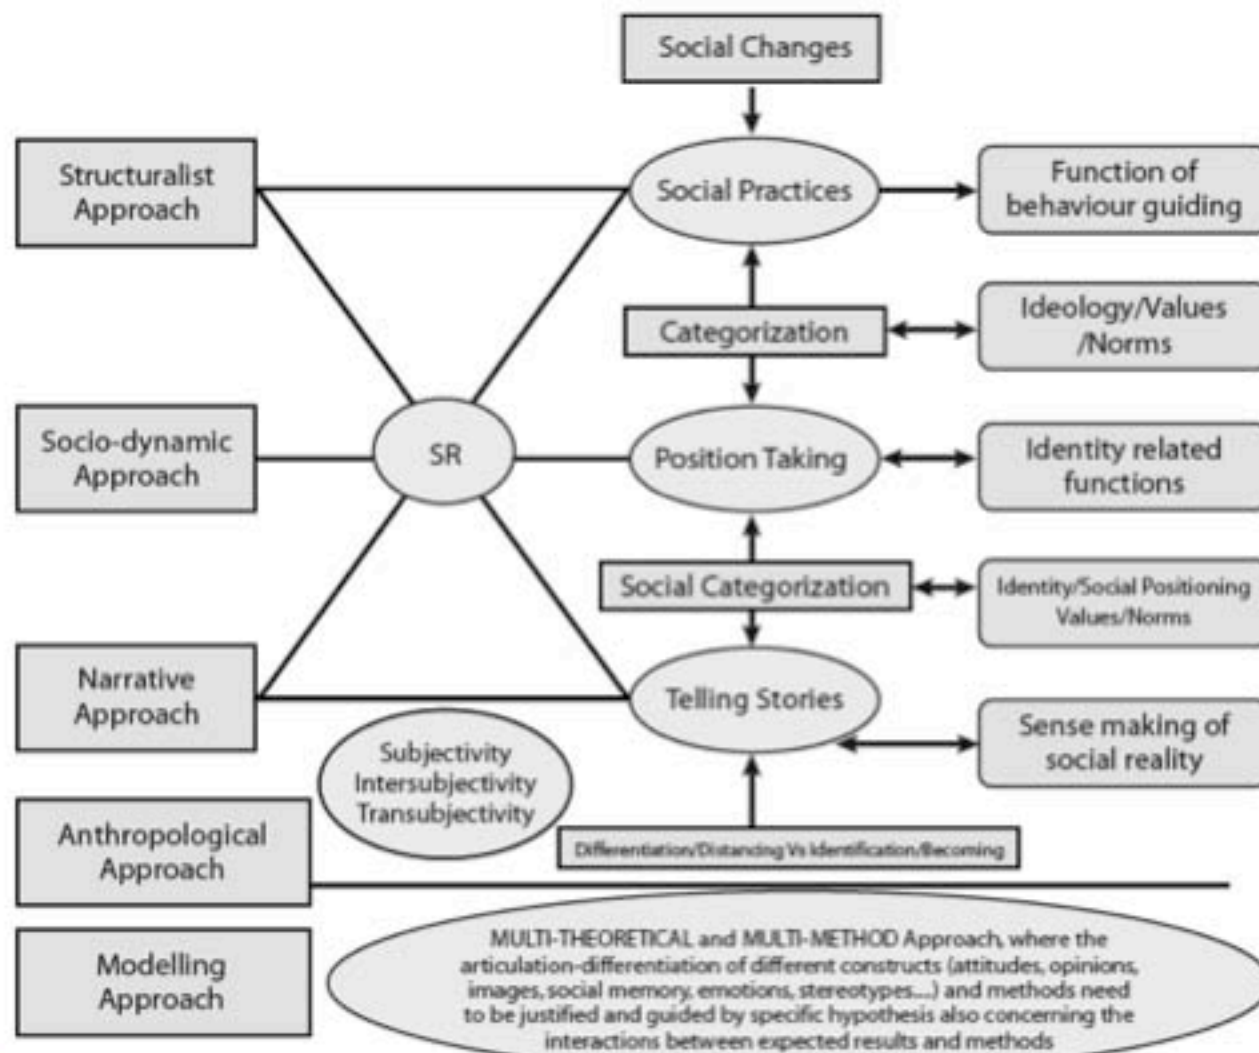 Social Changes
Structuralist
Approach
Social Practices
Function of
behaviour guiding
Categorization
Ideology/Values
/Norms
Socio-dynamic
Approach
SR
Position Taking
Identity related
functions
Social Categorization
Identity/Social Positioning
Values/Norms
Narrative
Approach
Telling Stories
Sense making of
social reality
Subjectivity
Intersubjectivity
Transubjectivity
Anthropological
Approach
Differentiation/Distancing Vs Identification/Becoming
Modelling
Approach
MULTI-THEORETICAL and MULTI-METHOD Approach, where the
articulation-differentiation of different constructs (attitudes, opinions,
images, social memory, emotions, stereotypes....) and methods need
to be justified and guided by specific hypothesis also concerning the
interactions between expected results and methods